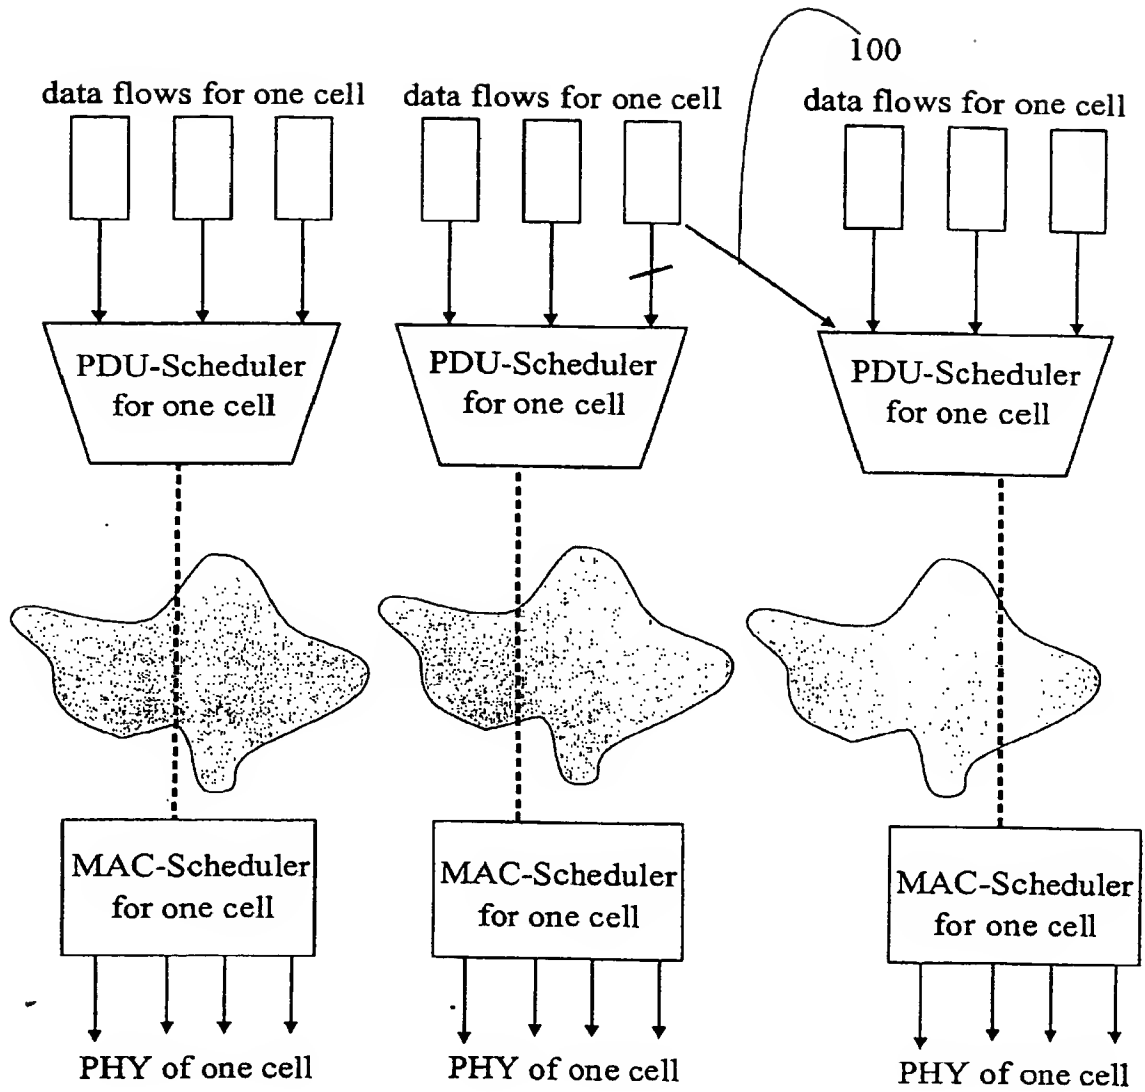 100
data flows for one cell
data flows for one cell
data flows for one cell
PDU-Scheduler
for one cell
PDU-Scheduler
for one cell
PDU-Scheduler
for one cell
MAC-Scheduler
for one cell
MAC-Scheduler
for one cell
MAC-Scheduler
for one cell
PHY of one cell
PHY of one cell
PHY of one cell